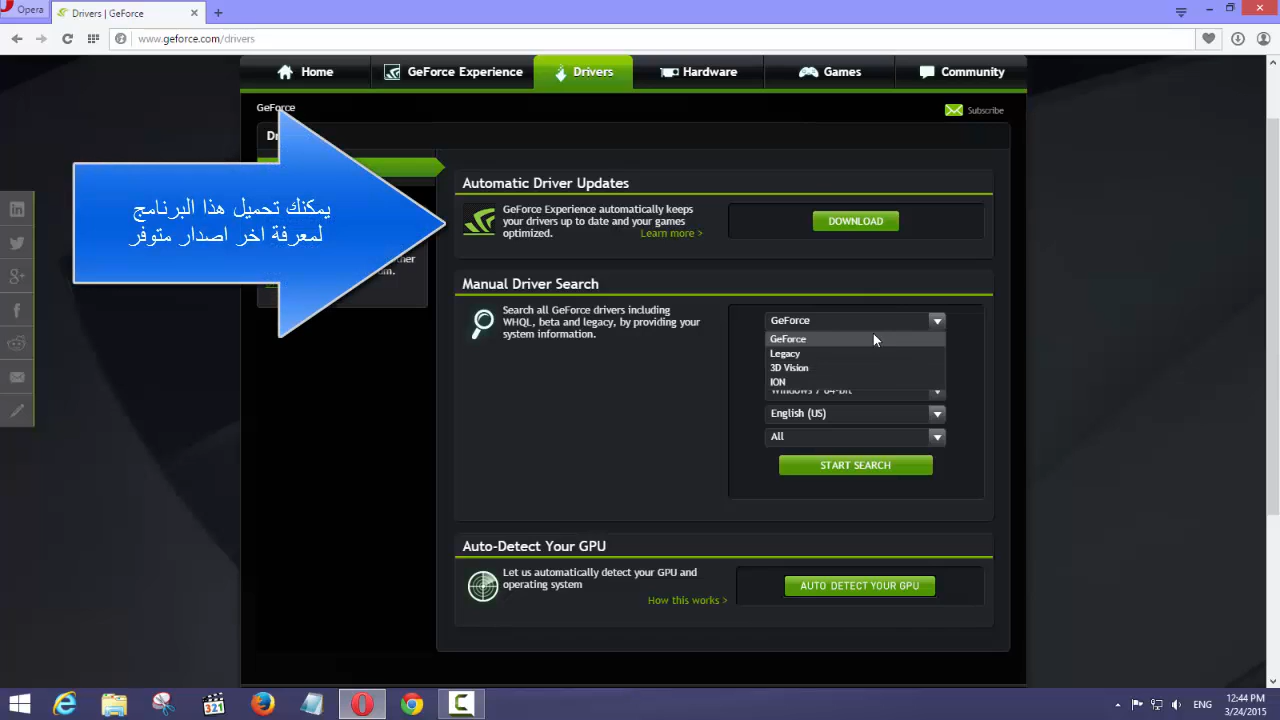 Opera
Drivers | GeForce
www.geforce.com/drivers
Home
GeForce Experience
Drivers
Hardware
Games
Community
GeForce
Subscribe
يمكنك تحميل هذا البرنامج
لمعرفة اخر اصدار متوفر
Automatic Driver Updates
GeForce Experience automatically keeps
your drivers up to date and your games
optimized.
Learn more >
DOWNLOAD
Manual Driver Search
Search all GeForce drivers including
WHQL, beta and legacy, by providing your
system information.
GeForce
GeForce
Legacy
3D Vision
ION
Windows 7 64-bit
English (US)
All
START SEARCH
Auto-Detect Your GPU
Let us automatically detect your GPU and
operating system
How this works >
AUTO DETECT YOUR GPU
321
ENG
12:44 PM
3/24/2015